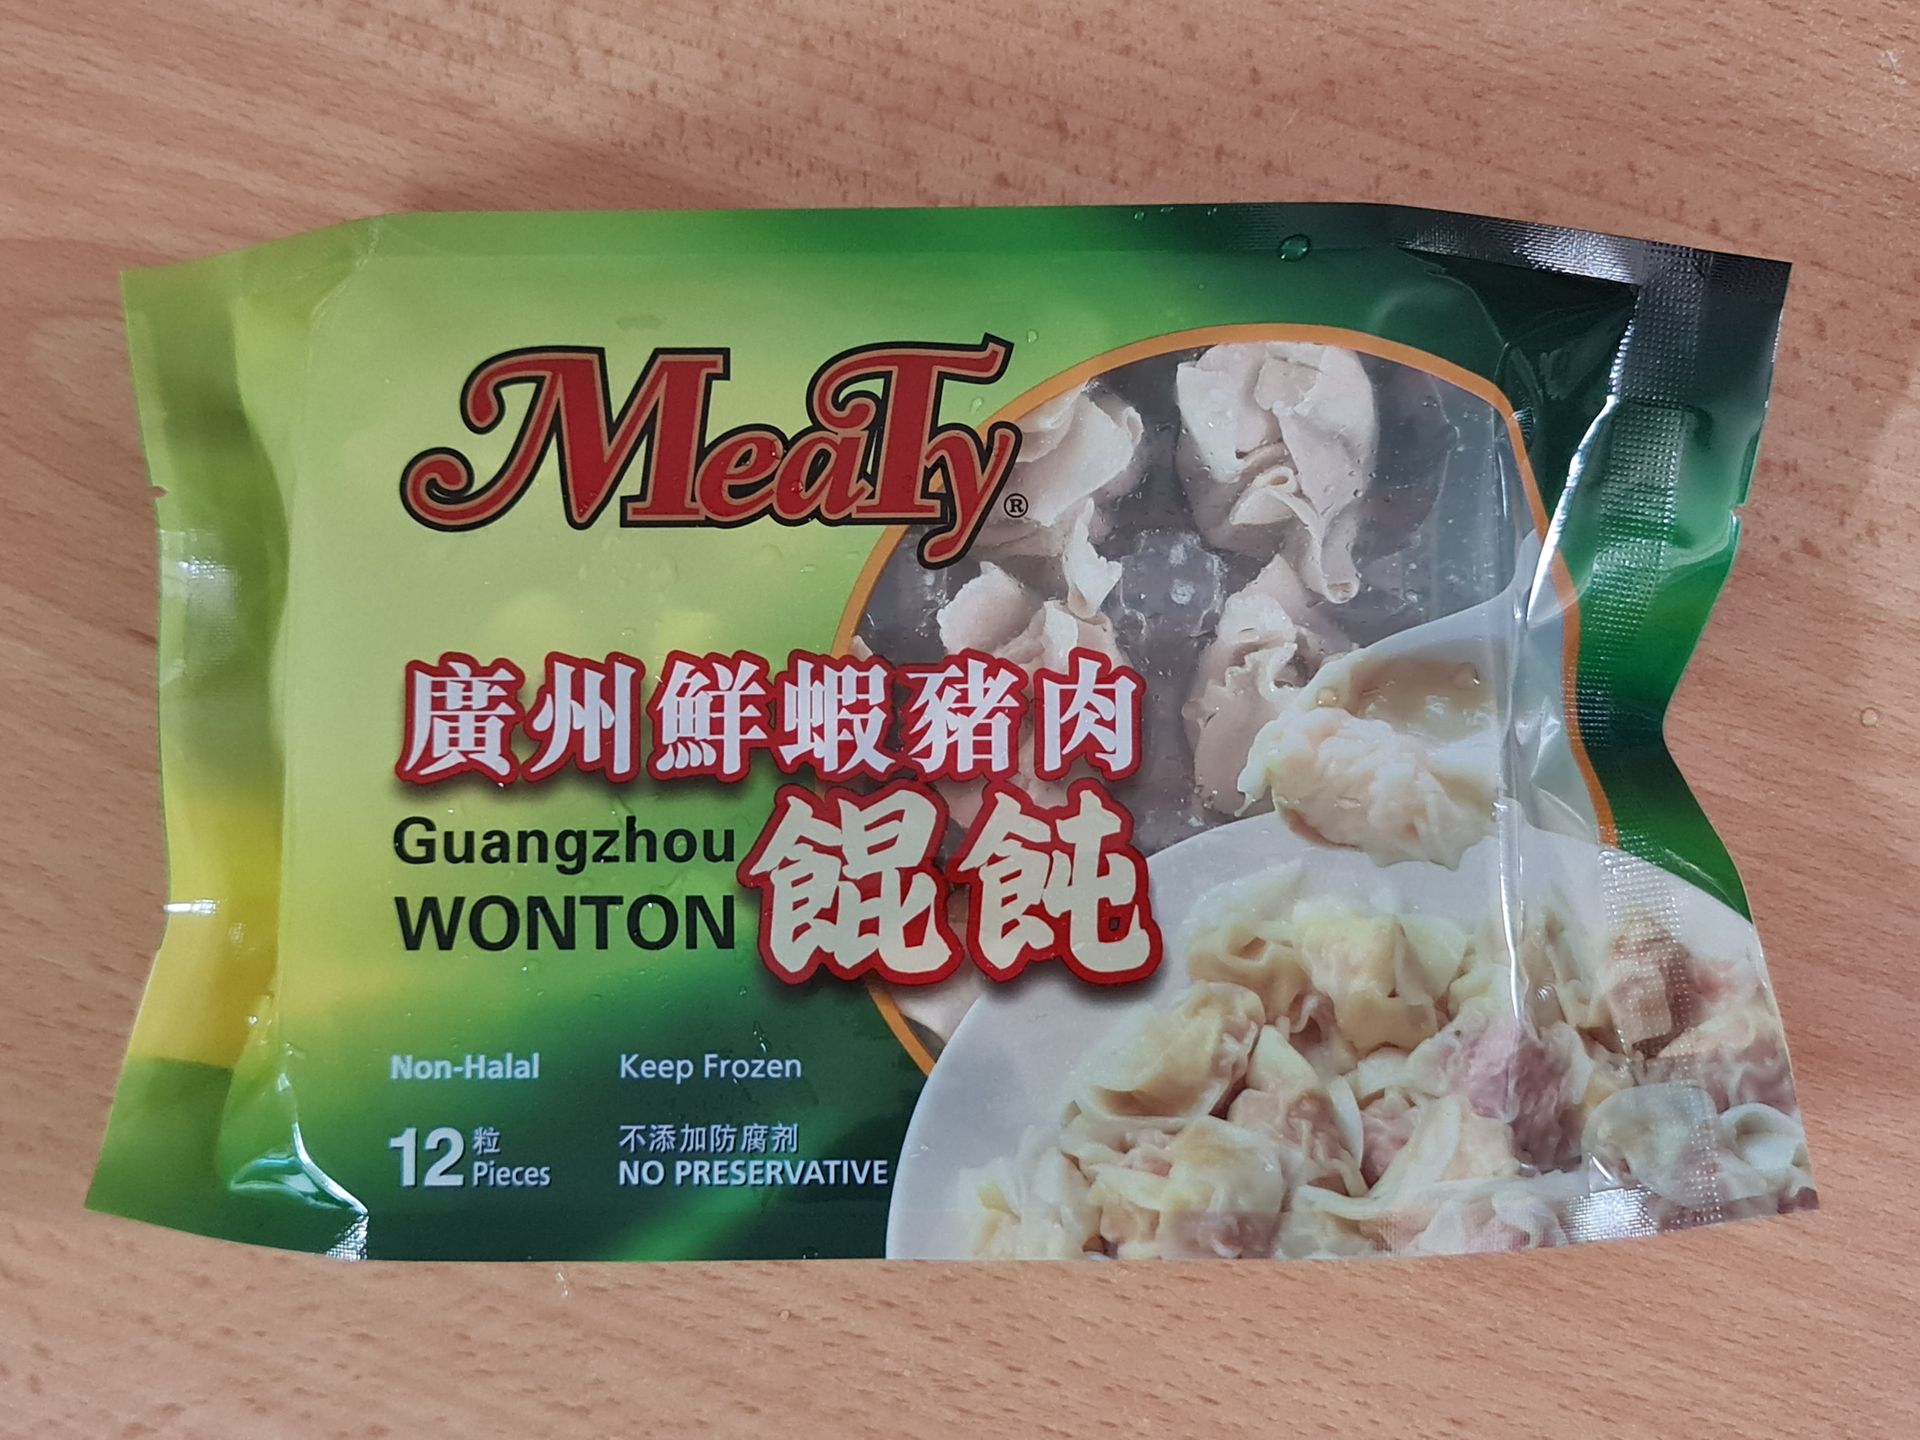 MeaTy®
廣州鮮蝦豬肉
Guangzhou
WONTON
餛飩
Non-Halal
Keep Frozen
12粒
Pieces
不添加防腐剂
NO PRESERVATIVE